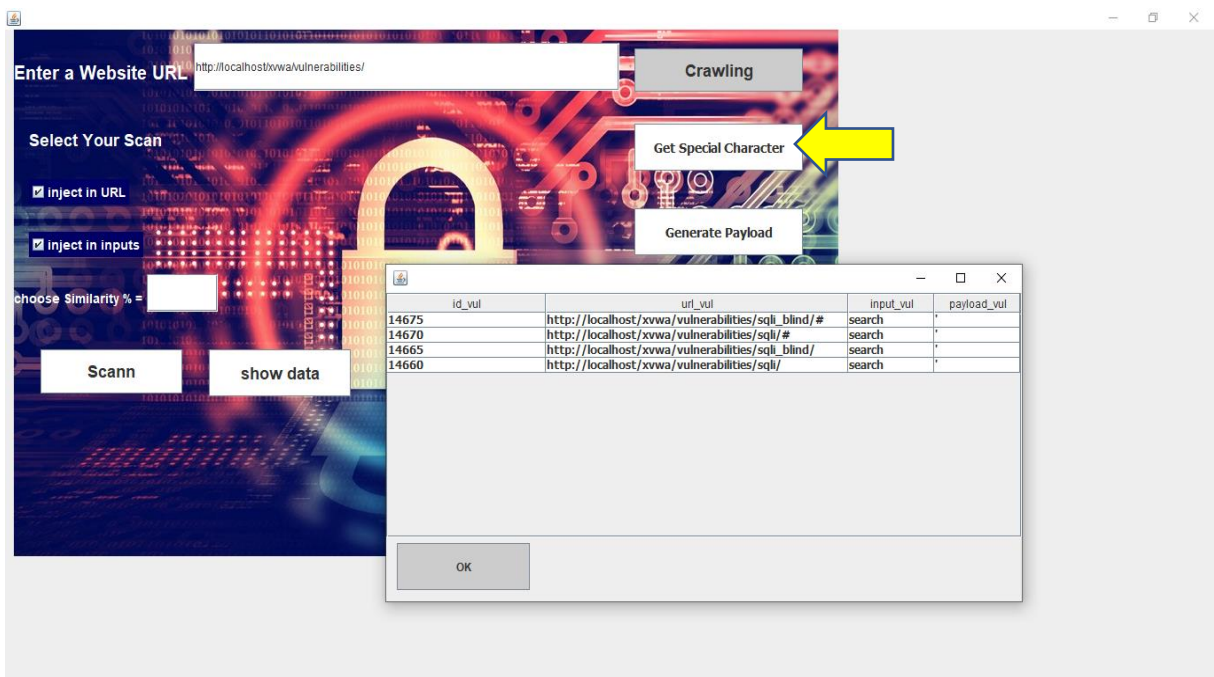 Enter a Website URL
http://localhost/xvwa/vulnerabilities/
Crawling
Select Your Scan
Get Special Character
inject in URL
Generate Payload
inject in inputs
choose Similarity % =
Scann
show data
id_vul url_vul input_vul payload_vul
14675 http://localhost/xvwa/vulnerabilities/sqli_blind/# search '
14670 http://localhost/xvwa/vulnerabilities/sqli/# search '
14665 http://localhost/xvwa/vulnerabilities/sqli_blind/ search '
14660 http://localhost/xvwa/vulnerabilities/sqli/ search '
OK